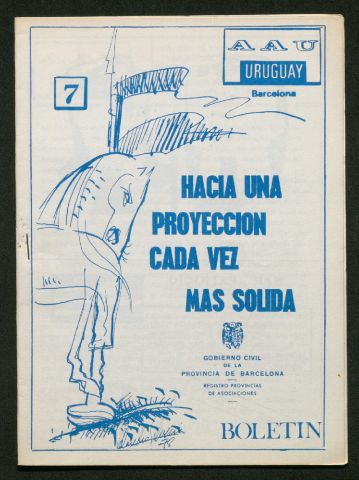 AAU
URUGUAY
Barcelona
7
HACIA UNA
PROYECCION
CADA VEZ
MAS SOLIDA
GOBIERNO CIVIL
DE LA
PROVINCIA DE BARCELONA
REGISTRO PROVINCIAS
DE ASOCIACIONES
BOLETIN